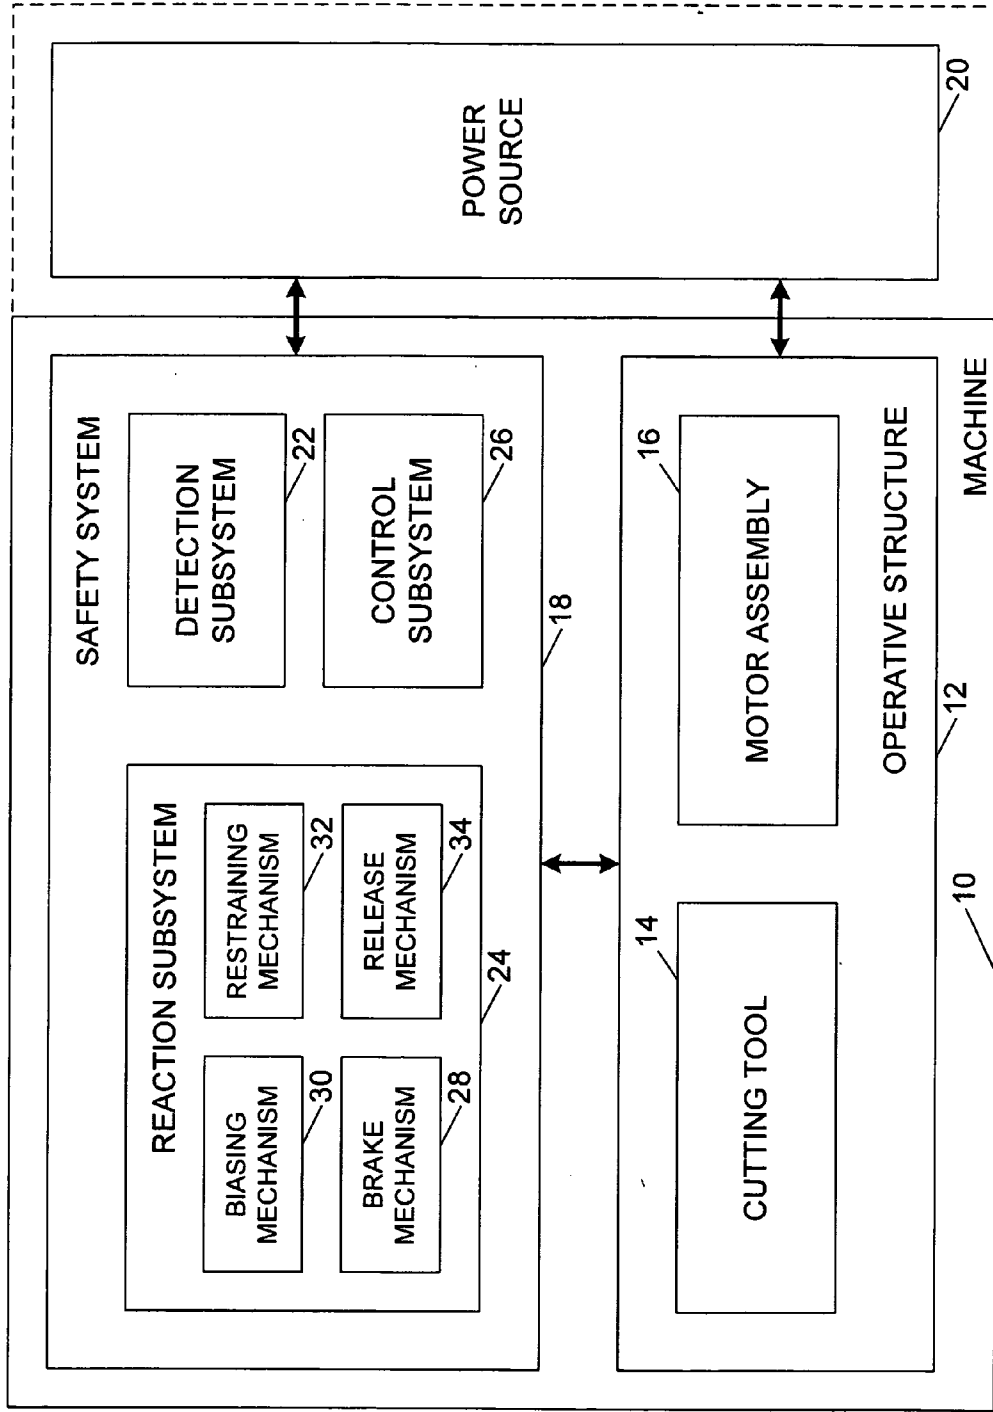 SAFETY SYSTEM
REACTION SUBSYSTEM
BIASING
MECHANISM
30
RESTRAINING
MECHANISM
32
BRAKE
MECHANISM
28
RELEASE
MECHANISM
34
24
DETECTION
SUBSYSTEM
22
CONTROL
SUBSYSTEM
26
18
POWER
SOURCE
20
14
CUTTING TOOL
16
MOTOR ASSEMBLY
OPERATIVE STRUCTURE
12
MACHINE
10